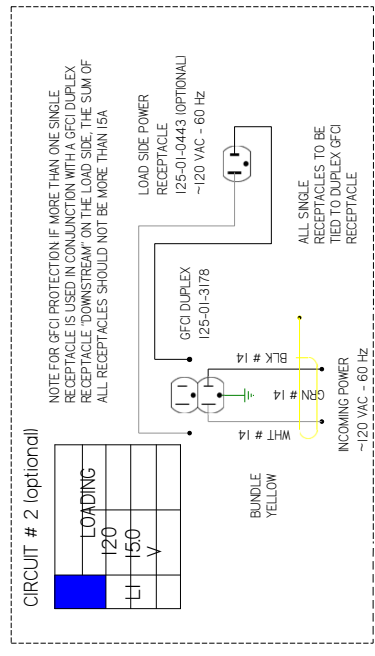 CIRCUIT # 2 (optional)
LOADING
120
L1 15.0
V
NOTE FOR GFCI PROTECTION IF MORE THAN ONE SINGLE
RECEPTACLE IS USED IN CONJUNCTION WITH A GFCI DUPLEX
RECEPTACLE "DOWNSTREAM" ON THE LOAD SIDE, THE SUM OF
ALL RECEPTACLES SHOULD NOT BE MORE THAN 15A
LOAD SIDE POWER
RECEPTACLE
125-01-0443 (OPTIONAL)
~120 VAC - 60 Hz
GFCI DUPLEX
125-01-3178
BUNDLE
YELLOW
WHT # 14
GRN # 14
BLK # 14
INCOMING POWER
~120 VAC - 60 Hz
ALL SINGLE
RECEPTACLES TO BE
TIED TO DUPLEX GFCI
RECEPTACLE